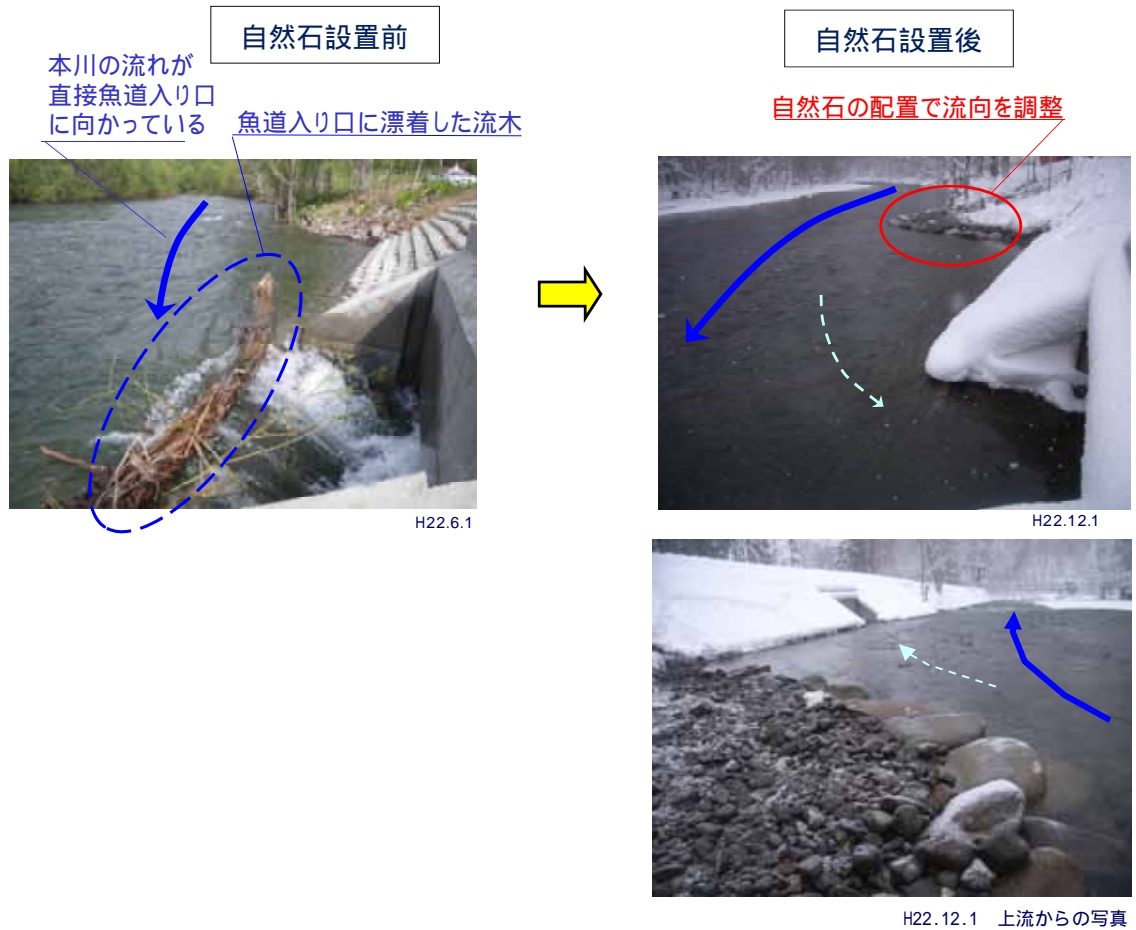 自然石設置前
本川の流れが
直接魚道入り口
に向かっている
魚道入り口に漂着した流木
H22.6.1
自然石設置後
自然石の配置で流向を調整
H22.12.1
H22.12.1 上流からの写真